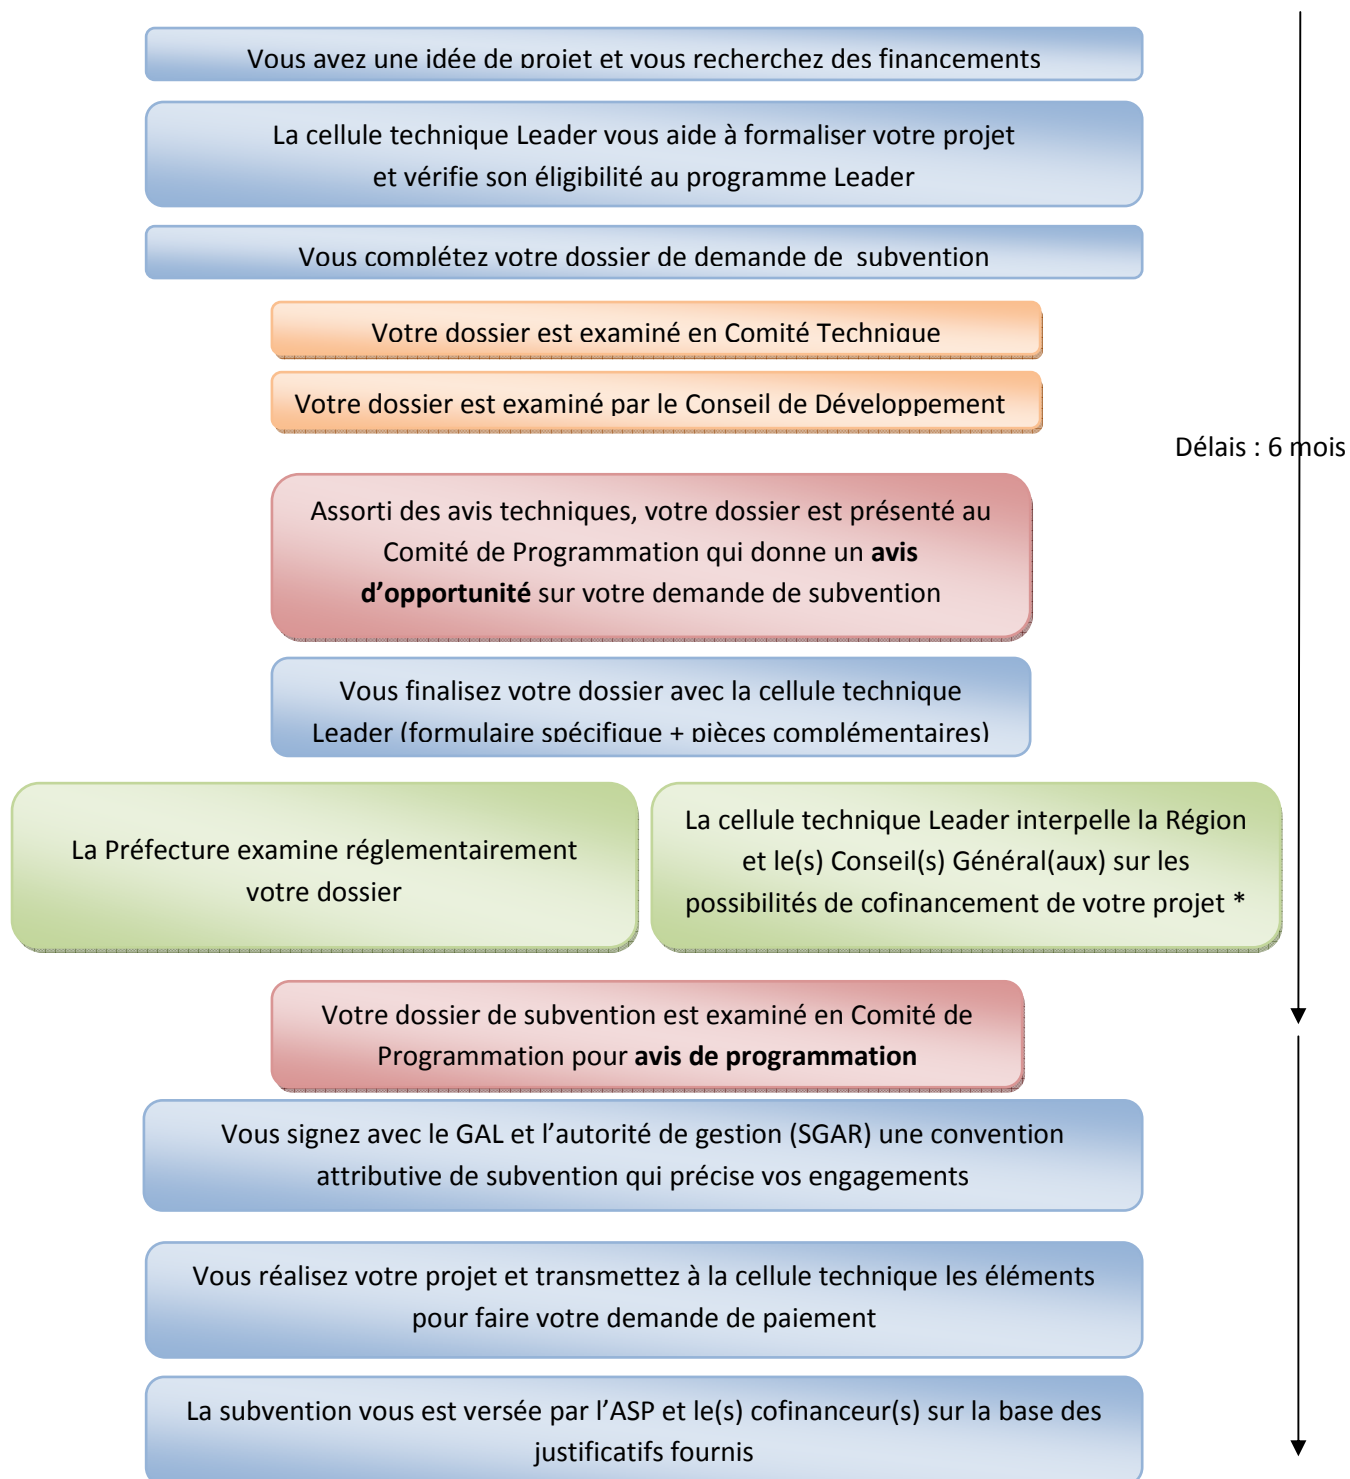 Vous avez une idée de projet et vous recherchez des financements
La cellule technique Leader vous aide à formaliser votre projet
et vérifie son éligibilité au programme Leader
Vous complétez votre dossier de demande de  subvention
Votre dossier est examiné en Comité Technique
Votre dossier est examiné par le Conseil de Développement
Délais : 6 mois
Assorti des avis techniques, votre dossier est présenté au
Comité de Programmation qui donne un avis
d’opportunité sur votre demande de subvention
Vous finalisez votre dossier avec la cellule technique
Leader (formulaire spécifique + pièces complémentaires)
La Préfecture examine réglementairement
votre dossier
La cellule technique Leader interpelle la Région
et le(s) Conseil(s) Général(aux) sur les
possibilités de cofinancement de votre projet *
Votre dossier de subvention est examiné en Comité de
Programmation pour avis de programmation
Vous signez avec le GAL et l’autorité de gestion (SGAR) une convention
attributive de subvention qui précise vos engagements
Vous réalisez votre projet et transmettez à la cellule technique les éléments
pour faire votre demande de paiement
La subvention vous est versée par l’ASP et le(s) cofinanceur(s) sur la base des
justificatifs fournis